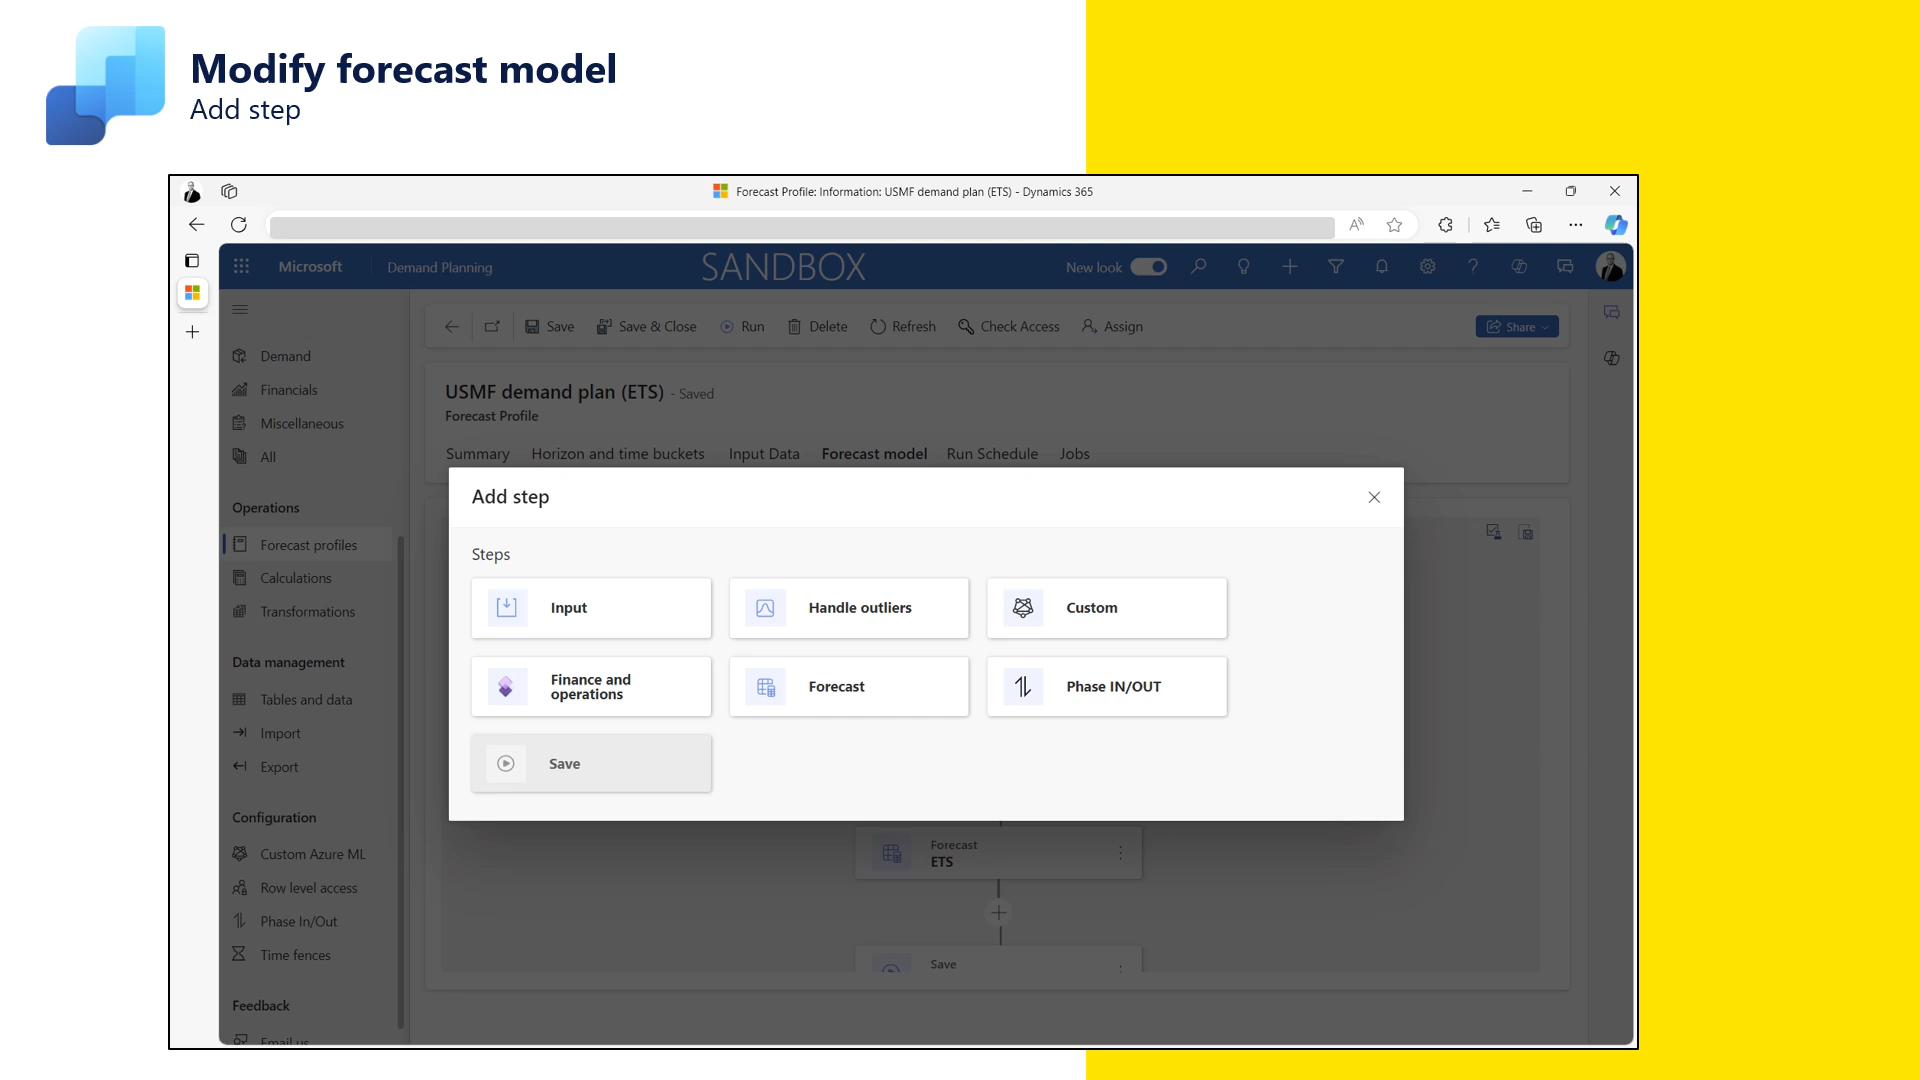 Modify forecast model
Add step
Forecast Profile: Information: USMF demand plan (ETS) - Dynamics 365
Microsoft
Demand Planning
SANDBOX
New look
Save
Save & Close
Run
Delete
Refresh
Check Access
Assign
Share
Demand
Financials
Miscellaneous
All
Operations
Forecast profiles
Calculations
Transformations
Data management
Tables and data
Import
Export
Configuration
Custom Azure ML
Row level access
Phase In/Out
Time fences
Feedback
Email us
USMF demand plan (ETS) - Saved
Forecast Profile
Summary
Horizon and time buckets
Input Data
Forecast model
Run Schedule
Jobs
Add step
Steps
Input
Handle outliers
Custom
Finance and
operations
Forecast
Phase IN/OUT
Save
Forecast
ETS
Save